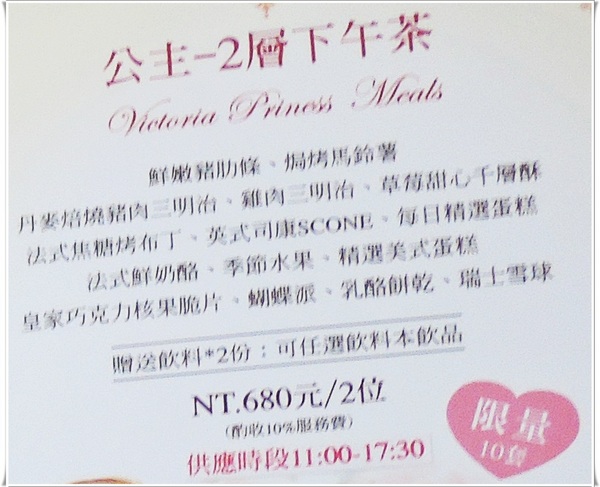 公主-2層下午茶
Victoria Priness Meals
鮮嫩豬肋條、焗烤馬鈴薯
丹麥焙燒豬肉三明治、雞肉三明治、草莓甜心千層酥
法式焦糖烤布丁、英式司康SCONE、每日精選蛋糕
法式鮮奶酪、季節水果、精選美式蛋糕
皇家巧克力核果脆片、蝴蝶派、乳酪餅乾、瑞士雪球
贈送飲料*2份：可任選飲料本飲品
NT.680元/2位
(酌收10%服務費)
供應時段11:00-17:30
限量
10套